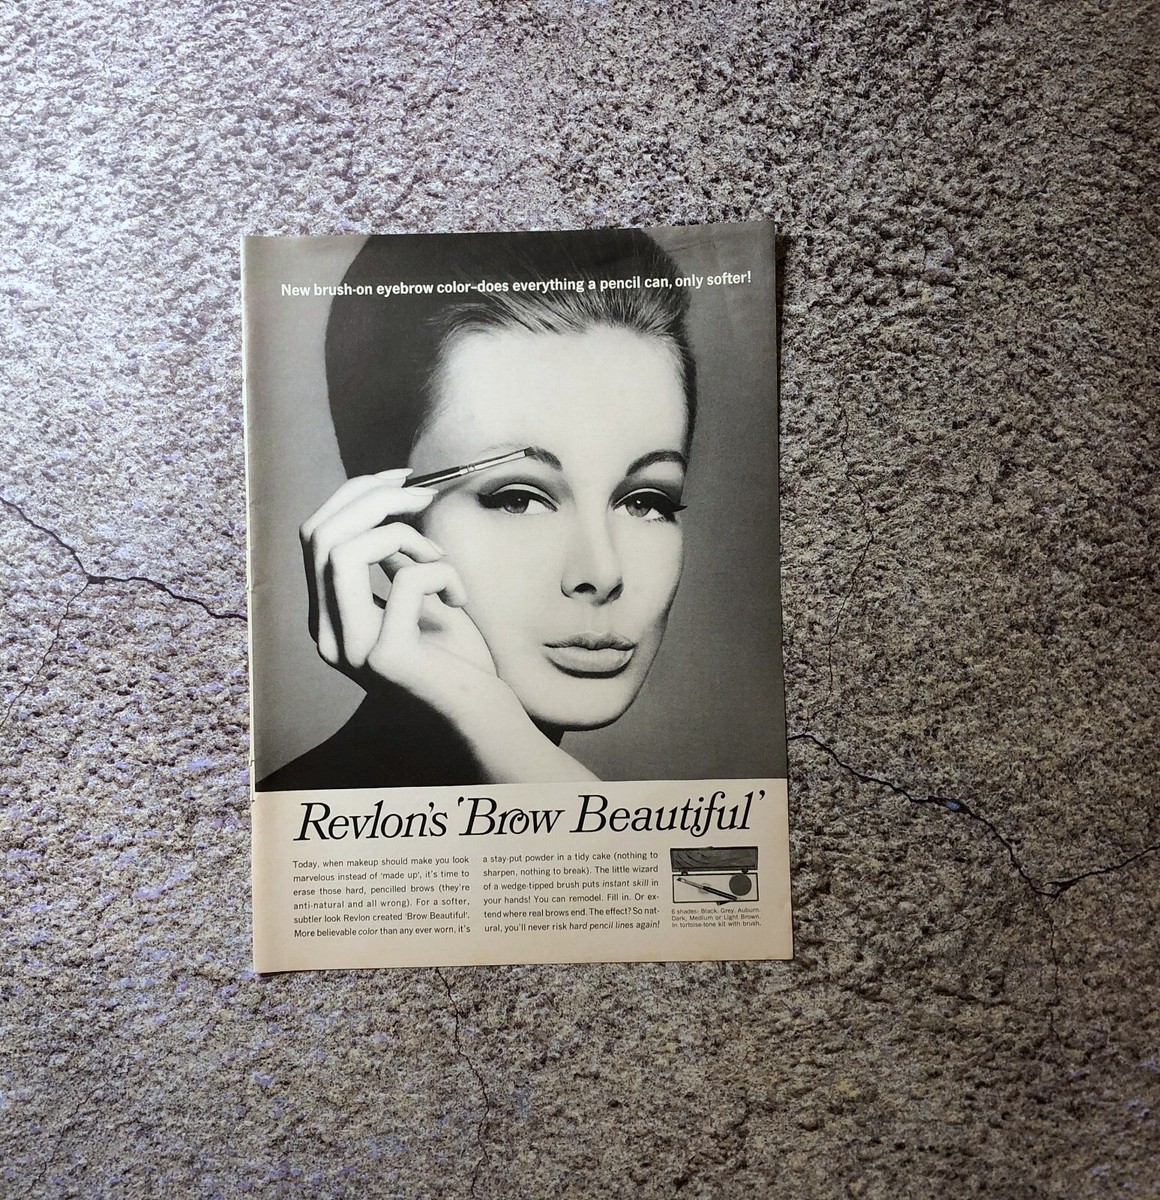 New brush-on eyebrow color–does everything a pencil can, only softer!
Revlon's 'Brow Beautiful'
Today, when makeup should make you look
marvelous instead of 'made up', it's time to
erase those hard, pencilled brows (they're
anti-natural and all wrong). For a softer,
subtler look Revlon created 'Brow Beautiful'.
More believable color than any ever worn, it's
a stay-put powder in a tidy cake (nothing to
sharpen, nothing to break). The little wizard
of a wedge-tipped brush puts instant skill in
your hands! You can remodel. Fill in. Or ex-
tend where real brows end. The effect? So nat-
ural, you'll never risk hard pencil lines again!
6 shades: Black, Grey, Auburn,
Dark, Medium or Light Brown.
In tortoise-tone kit with brush.